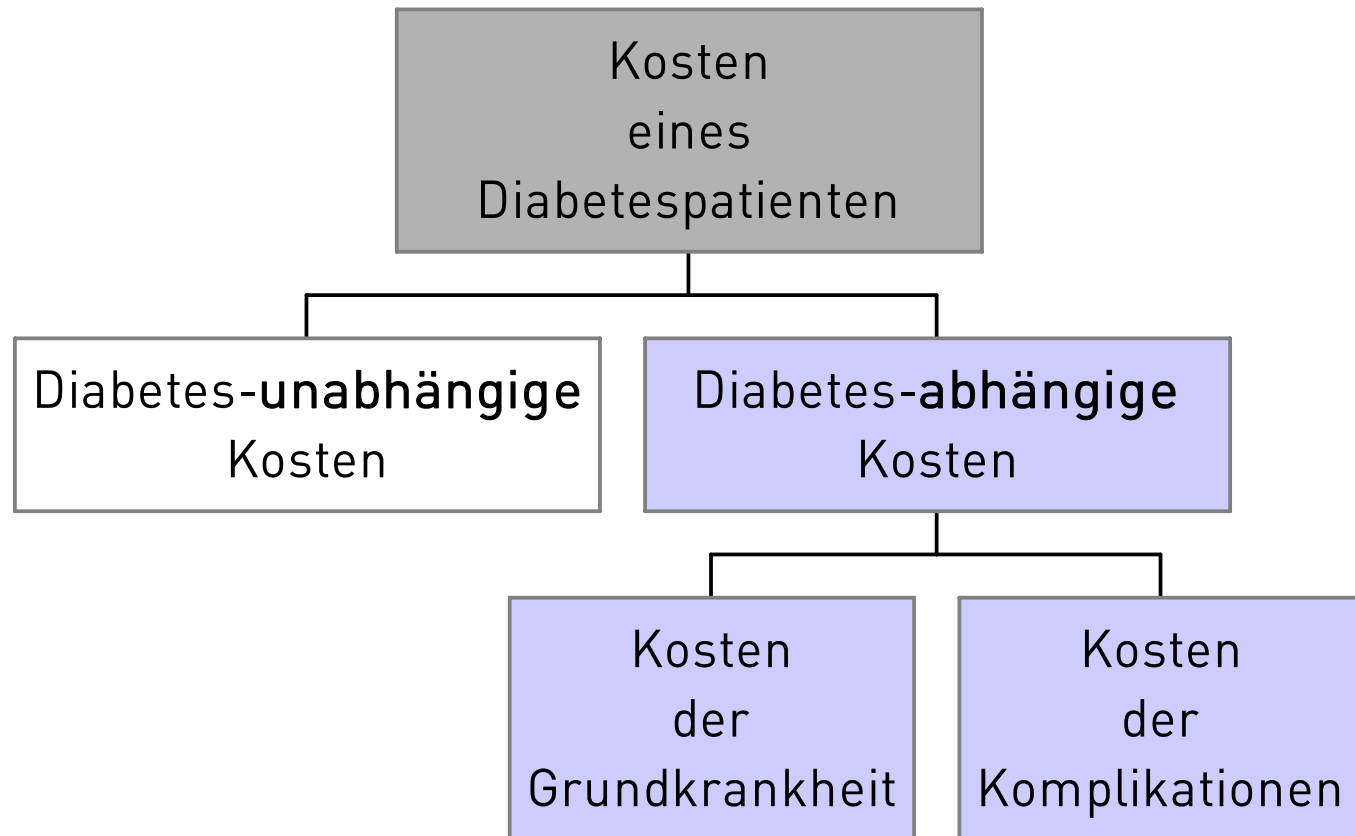 Kosten
eines
Diabetespatienten
Diabetes-unabhängige
Kosten
Diabetes-abhängige
Kosten
Kosten
der
Grundkrankheit
Kosten
der
Komplikationen